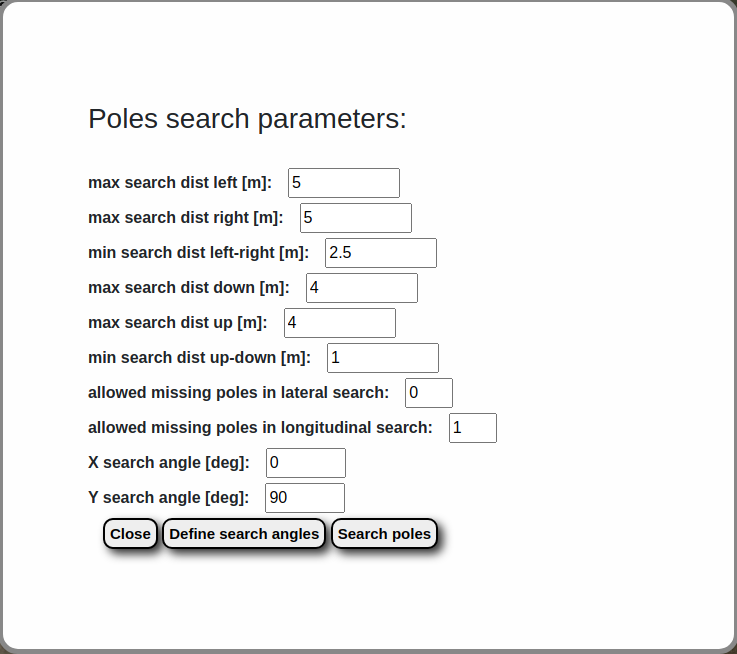 Poles search parameters:
max search dist left [m]: 5
max search dist right [m]: 5
min search dist left-right [m]: 2.5
max search dist down [m]: 4
max search dist up [m]: 4
min search dist up-down [m]: 1
allowed missing poles in lateral search: 0
allowed missing poles in longitudinal search: 1
X search angle [deg]: 0
Y search angle [deg]: 90
Close Define search angles Search poles